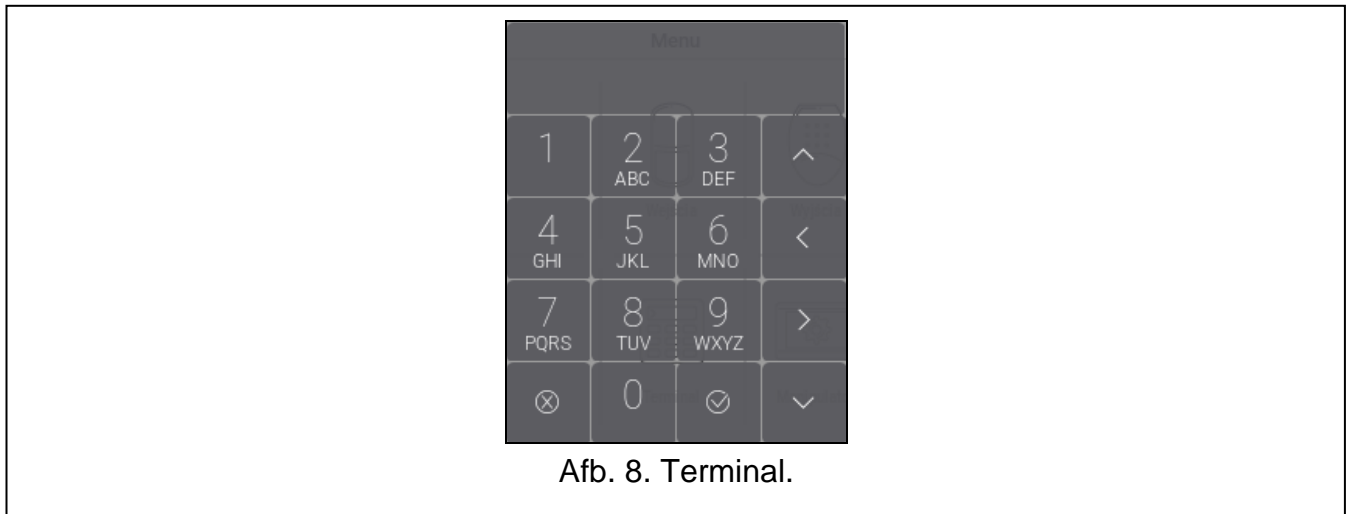 Menu
1 2 3
ABC DEF
4 5 6
GHI JKL MNO
7 8 9
PQRS TUV WXYZ
0
Terminal
Afb. 8. Terminal.